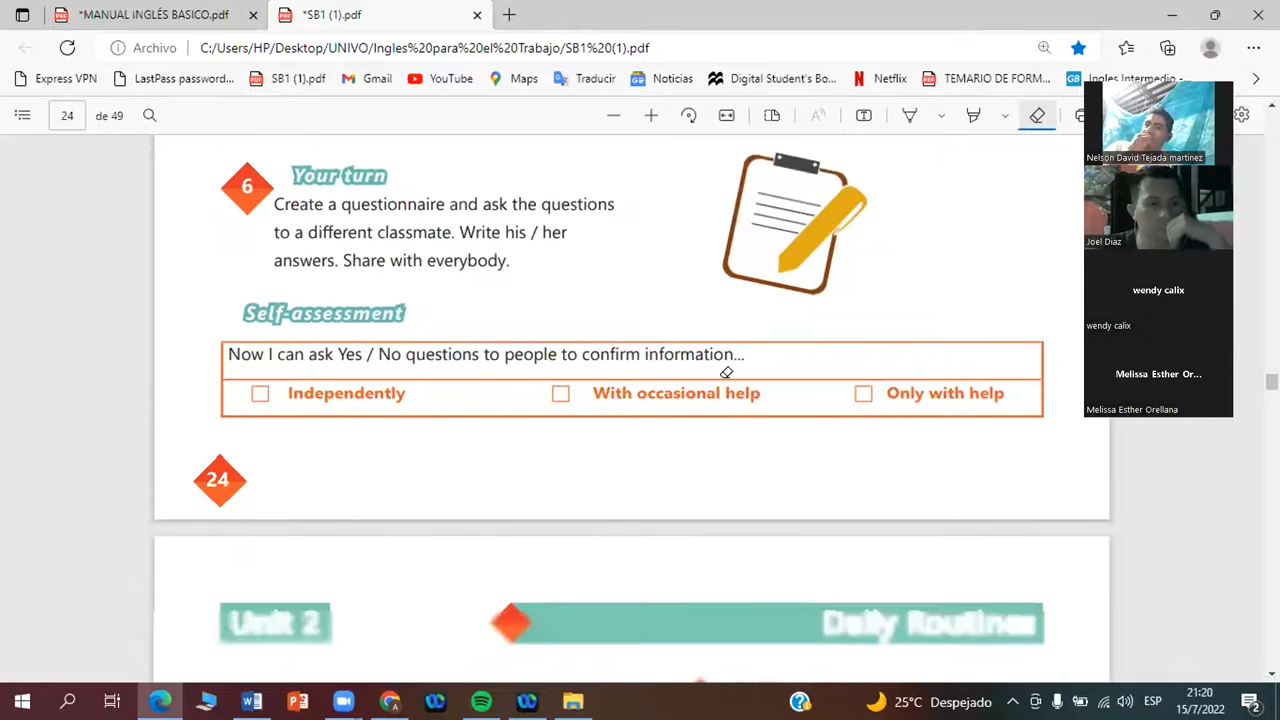 *MANUAL INGLÉS BASICO.pdf
*SB1 (1).pdf
Archivo
C:/Users/HP/Desktop/UNIVO/Ingles%20para%20el%20Trabajo/SB1%20(1).pdf
Express VPN
LastPass password...
SB1 (1).pdf
Gmail
YouTube
Maps
Traducir
Noticias
Digital Student's Bo...
Netflix
TEMARIO DE FORM...
Ingles Intermedio -...
24 de 49
6
Your turn
Create a questionnaire and ask the questions
to a different classmate. Write his / her
answers. Share with everybody.
Self-assessment
Now I can ask Yes / No questions to people to confirm information...
Independently
With occasional help
Only with help
24
Unit 2
Daily Routines
Nelson David Tejada martinez
Joel Diaz
wendy calix
wendy calix
Melissa Esther Or...
Melissa Esther Orellana
25°C Despejado
ESP
21:20
15/7/2022
2